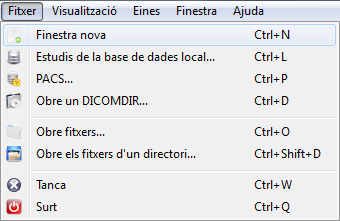 Fitxer Visualització Eines Finestra Ajuda
Finestra nova Ctrl+N
Estudis de la base de dades local... Ctrl+L
PACS... Ctrl+P
Obre un DICOMDIR... Ctrl+D
Obre fitxers... Ctrl+O
Obre els fitxers d'un directori... Ctrl+Shift+D
Tanca Ctrl+W
Surt Ctrl+Q